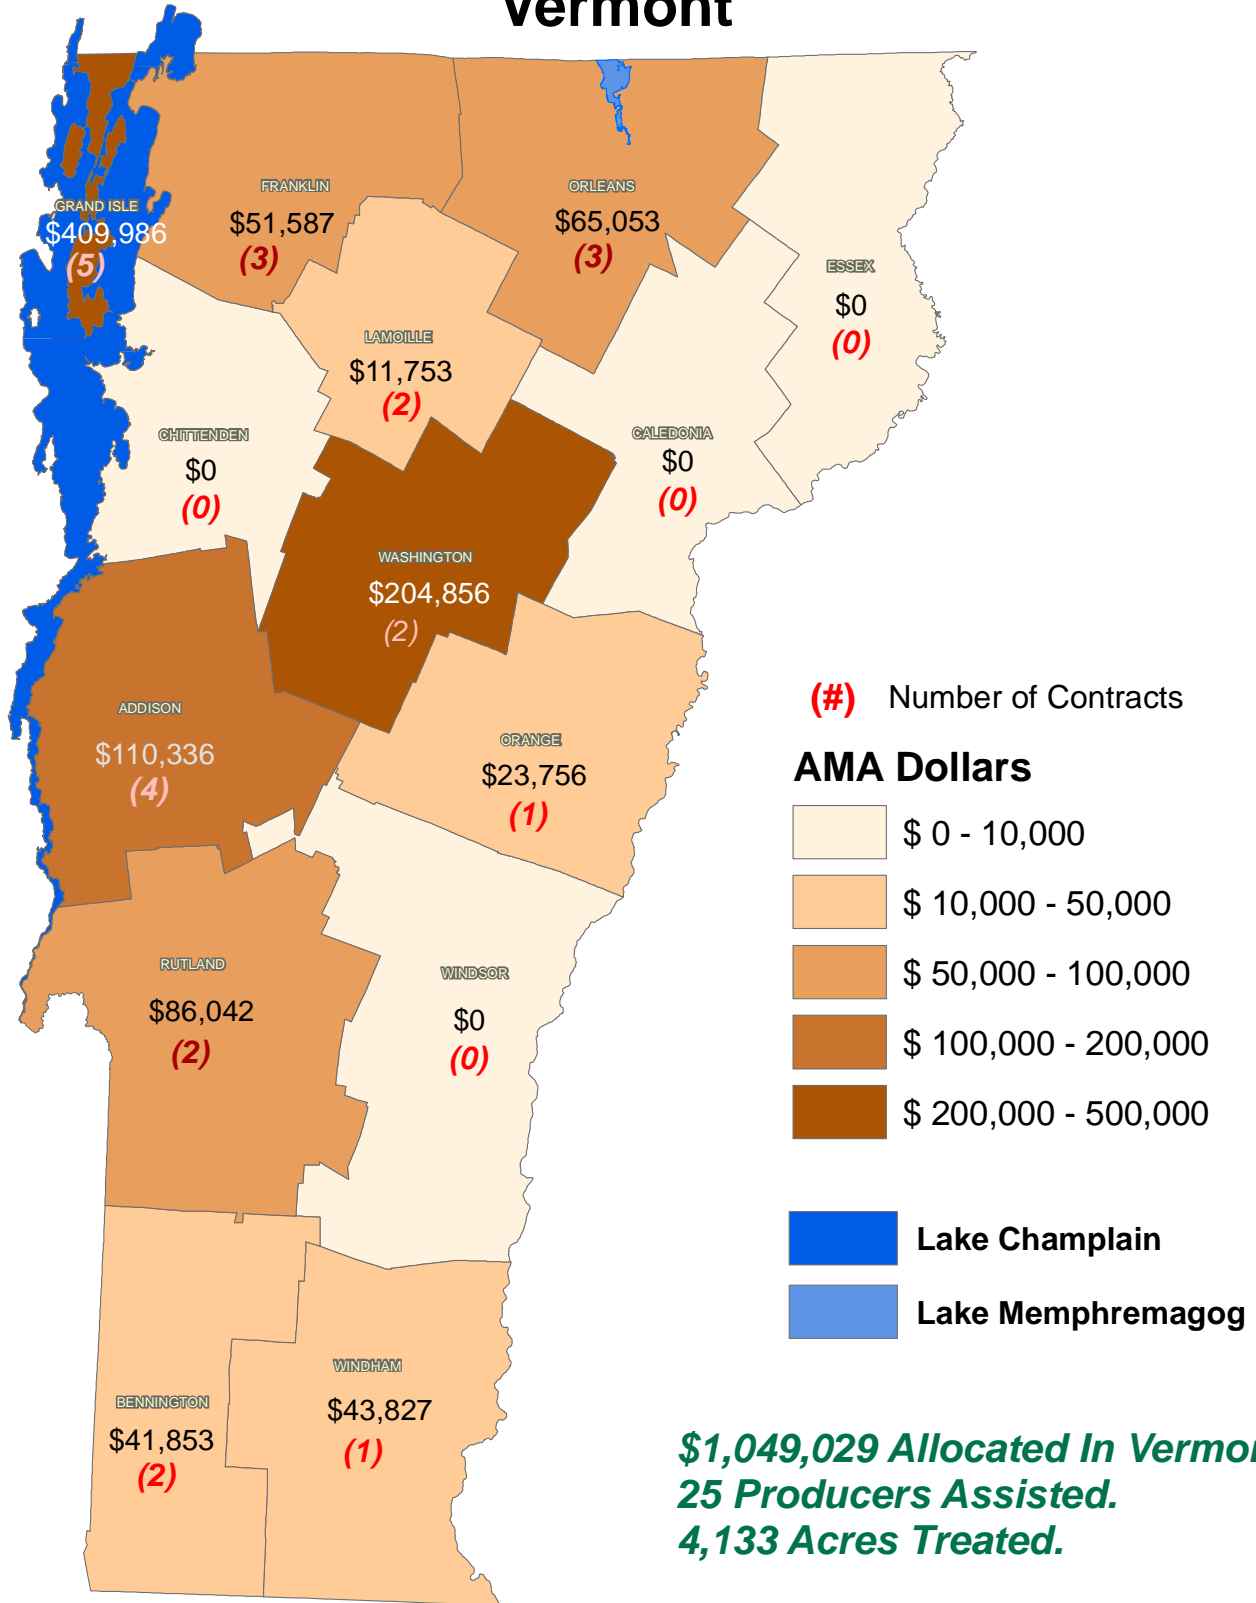 Vermont
FRANKLIN
$51,587
(3)
ORLEANS
$65,053
(3)
GRAND ISLE
$409,986
(5)
ESSEX
$0
(0)
LAMOILLE
$11,753
(2)
CHITTENDEN
$0
(0)
CALEDONIA
$0
(0)
WASHINGTON
$204,856
(2)
ADDISON
$110,336
(4)
ORANGE
$23,756
(1)
RUTLAND
$86,042
(2)
WINDSOR
$0
(0)
BENNINGTON
$41,853
(2)
WINDHAM
$43,827
(1)
(#) Number of Contracts
AMA Dollars
$ 0 - 10,000
$ 10,000 - 50,000
$ 50,000 - 100,000
$ 100,000 - 200,000
$ 200,000 - 500,000
Lake Champlain
Lake Memphremagog
$1,049,029 Allocated In Vermon
25 Producers Assisted.
4,133 Acres Treated.